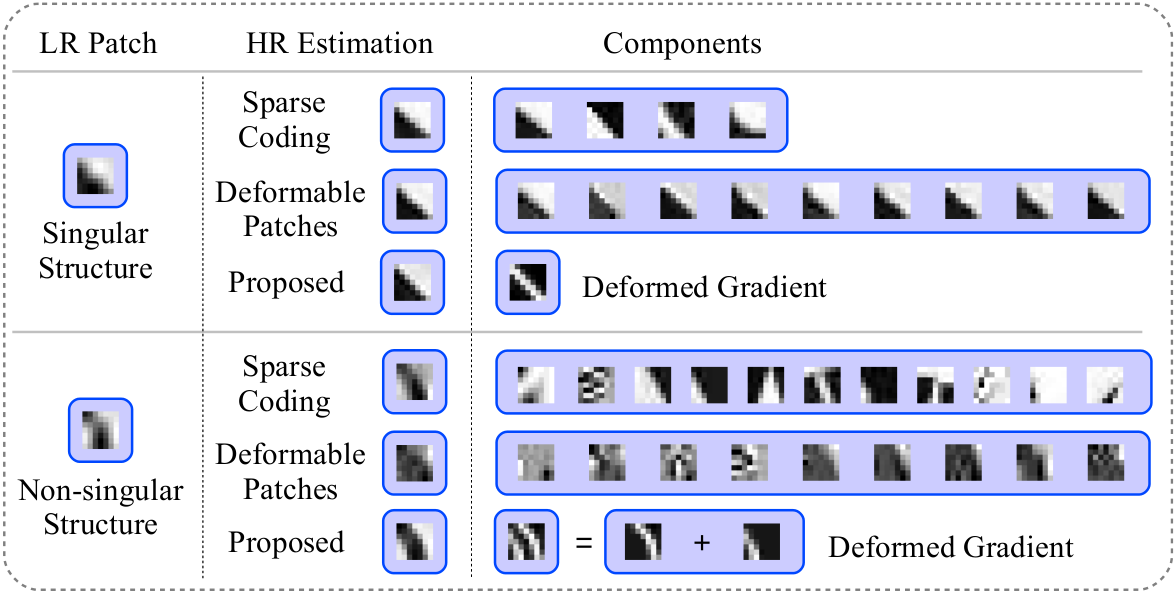 LR Patch
HR Estimation
Components
Singular
Structure
Sparse
Coding
Deformable
Patches
Proposed
Deformed Gradient
Non-singular
Structure
Sparse
Coding
Deformable
Patches
Proposed
=
+
Deformed Gradient